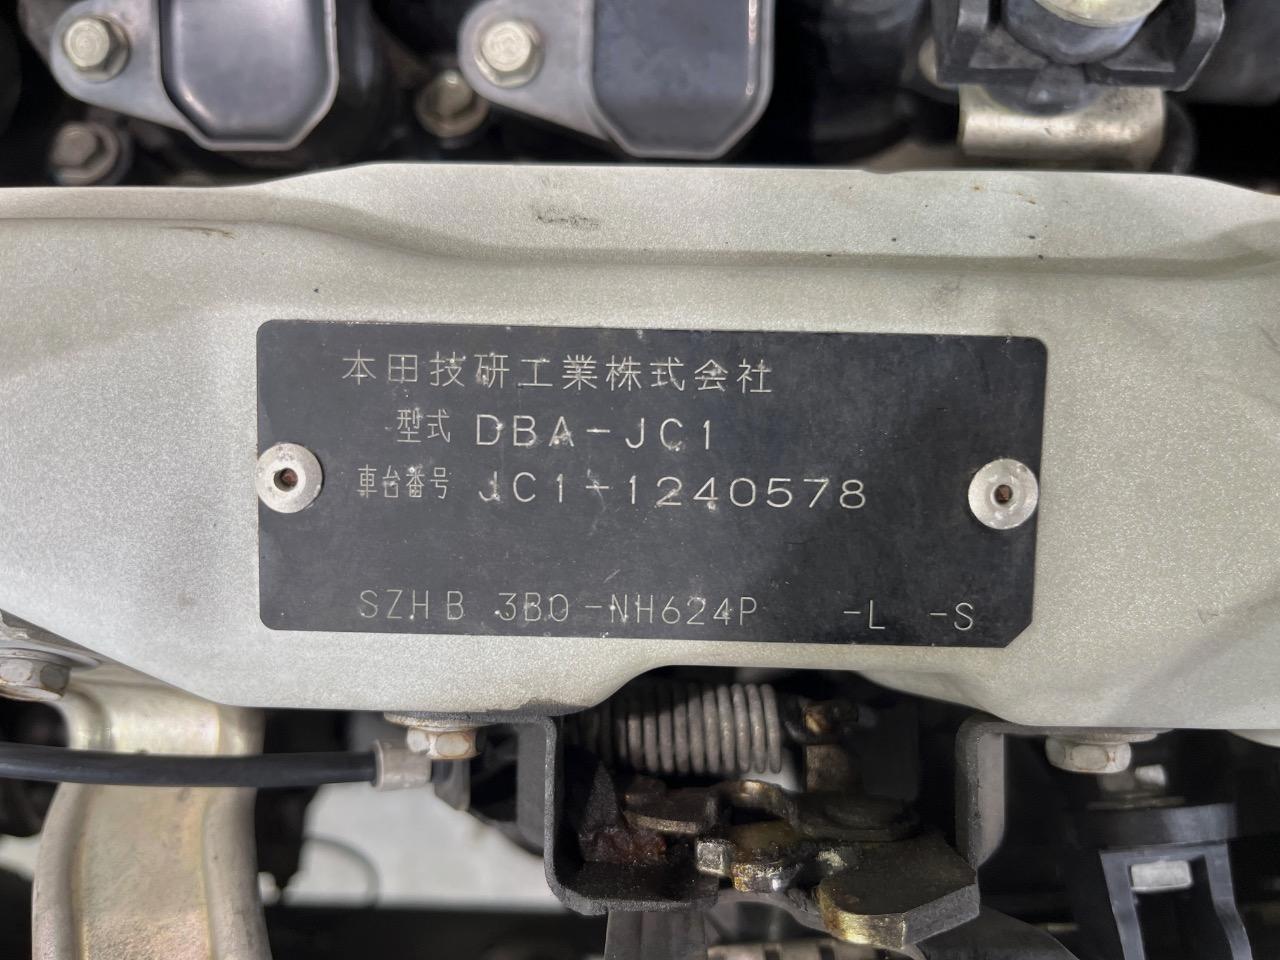 本田技研工業株式会社
型式 DBA-JC1
車台番号 JC1-1240578
SZHB 3B0-NH624P -L -S